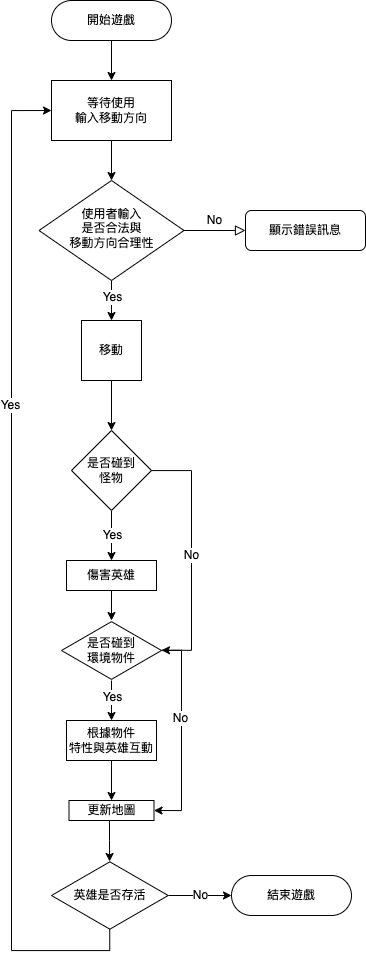 開始遊戲
等待使用
輸入移動方向
使用者輸入
是否合法與
移動方向合理性
No
顯示錯誤訊息
Yes
移動
Yes
是否碰到
怪物
Yes
No
傷害英雄
是否碰到
環境物件
Yes
No
根據物件
特性與英雄互動
更新地圖
英雄是否存活
No
結束遊戲